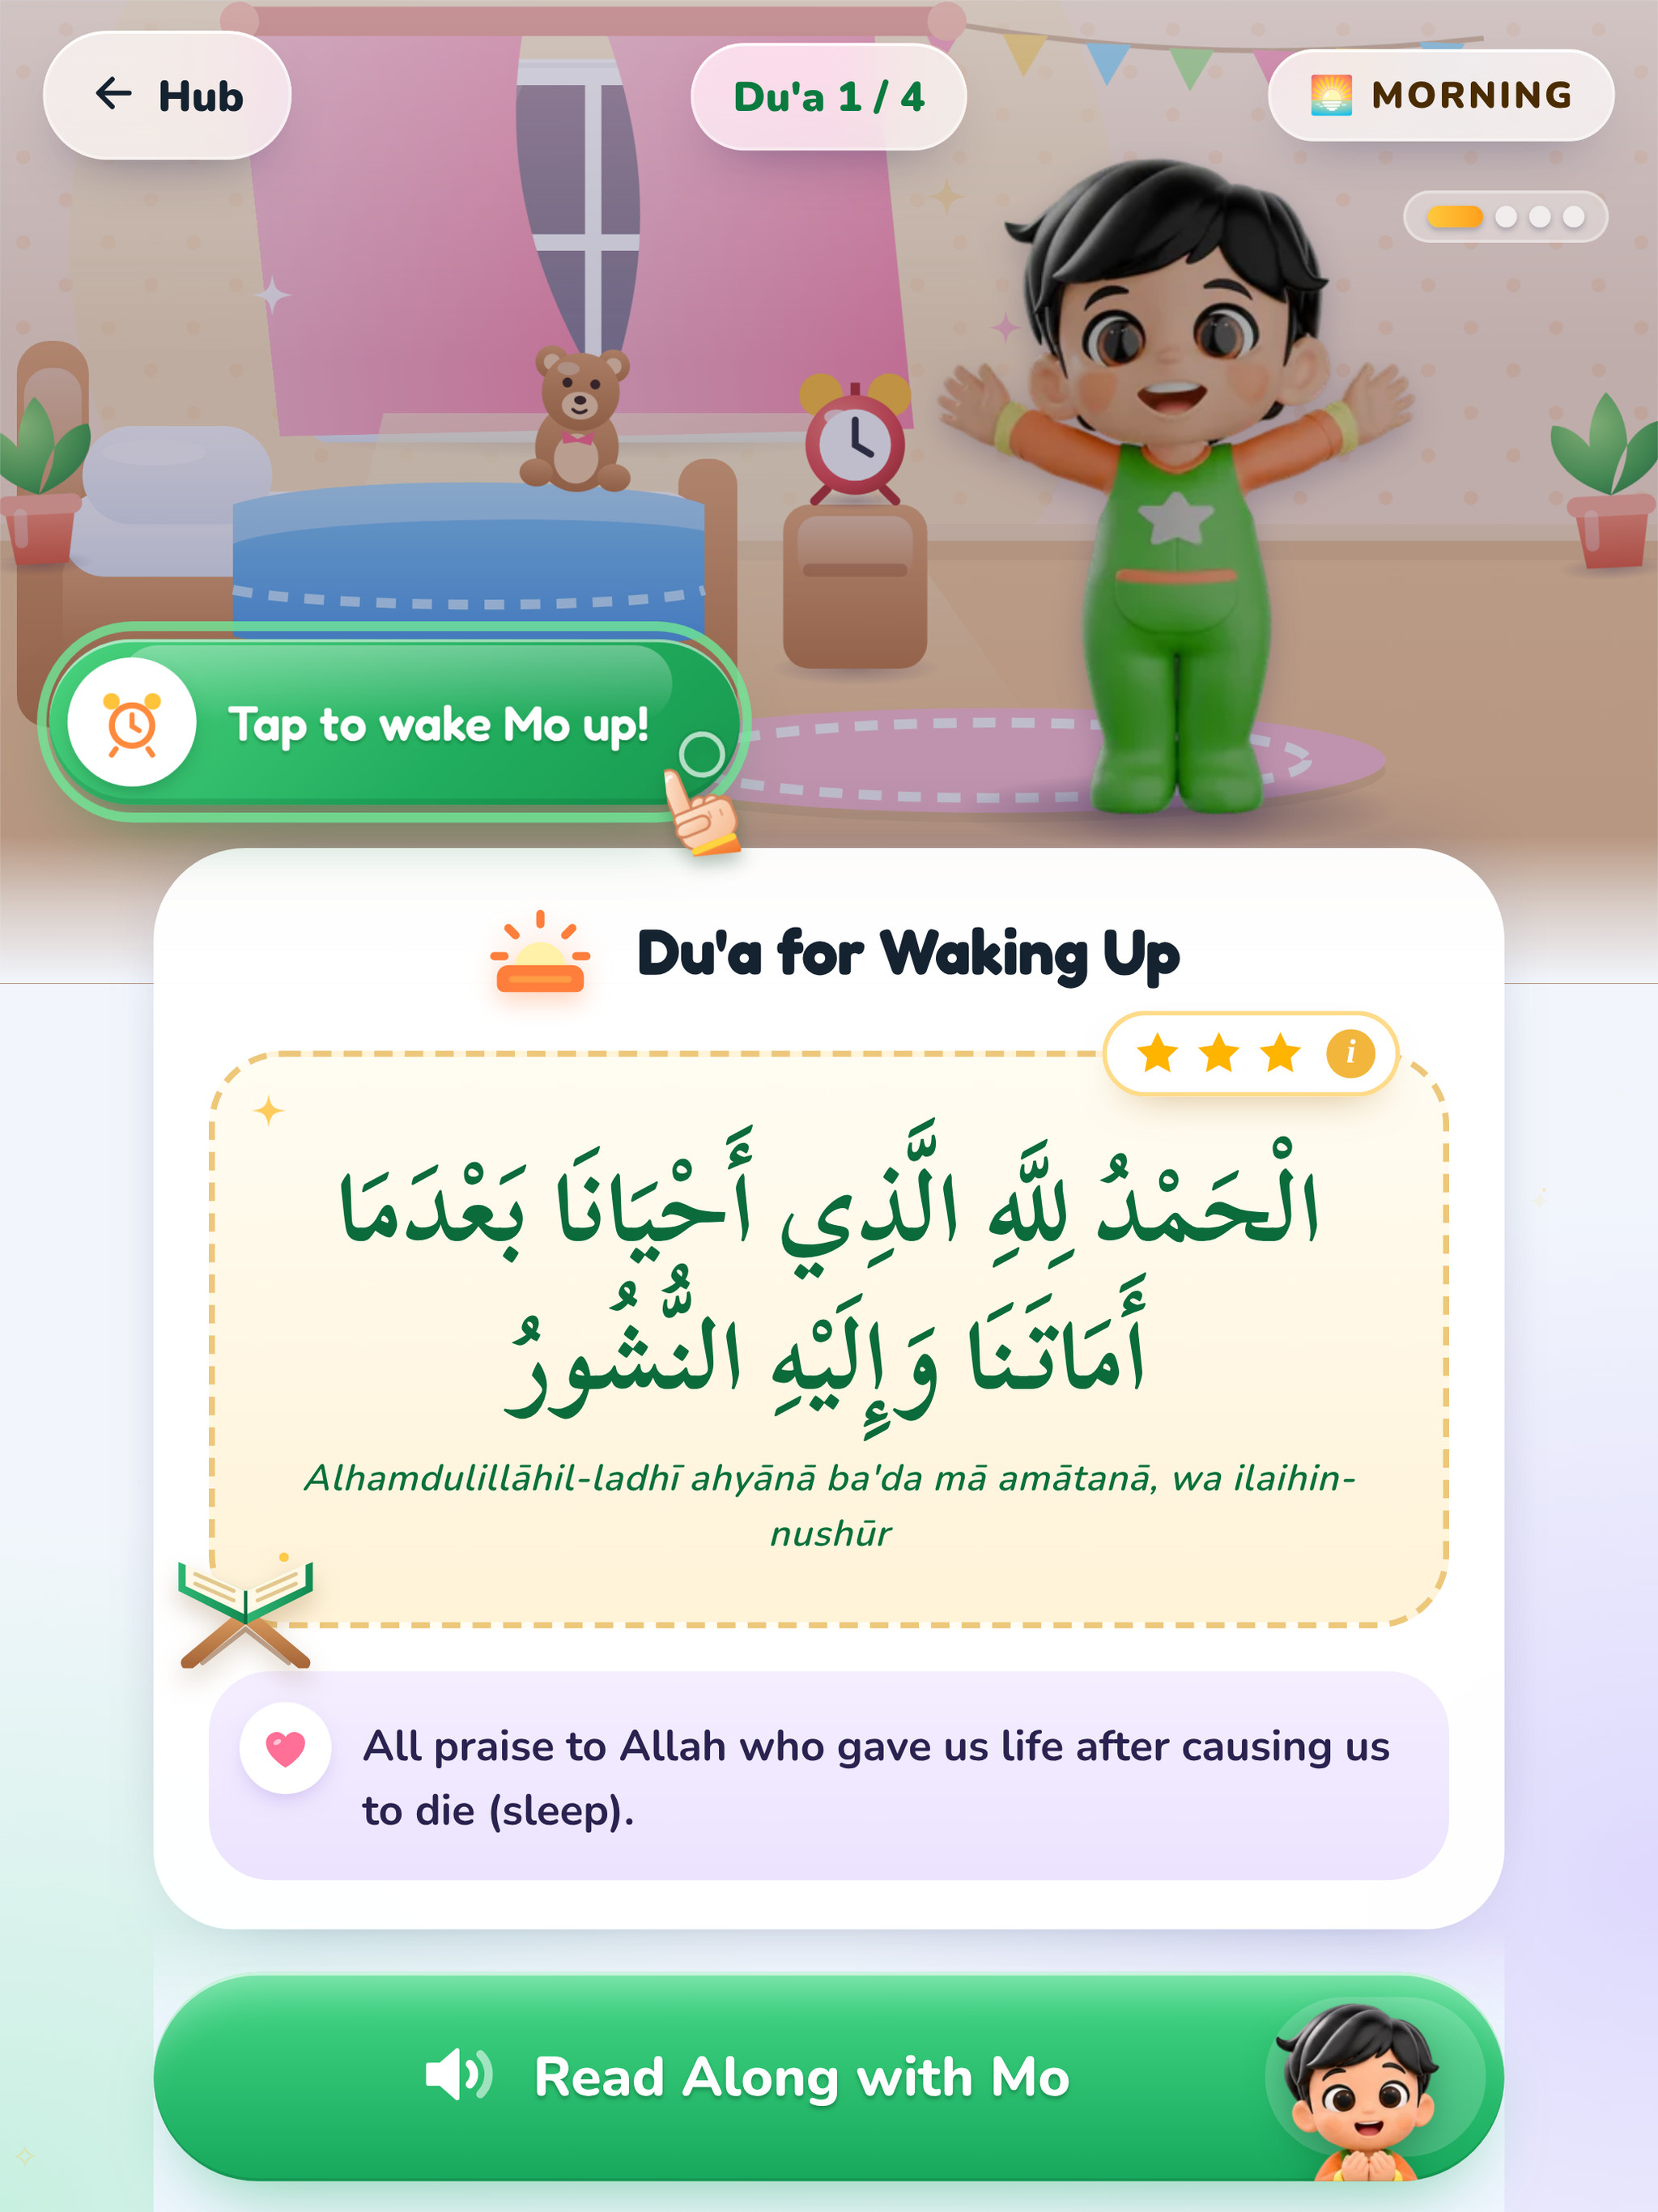 ← Hub
Du'a 1 / 4
MORNING
Tap to wake Mo up!
Du'a for Waking Up
i
الْحَمْدُ لِلَّهِ الَّذِي أَحْيَانَا بَعْدَمَا
أَمَاتَنَا وَإِلَيْهِ النُّشُورُ
Alhamdulillāhil-ladhī ahyānā ba'da mā amātanā, wa ilaihin-
nushūr
All praise to Allah who gave us life after causing us
to die (sleep).
Read Along with Mo